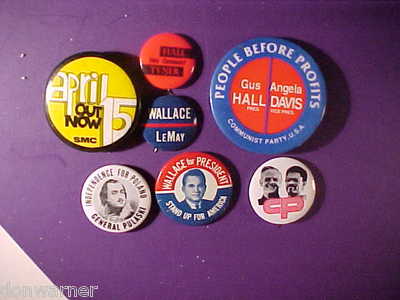 april
OUT
NOW
15
SMC
HALL
TYNER
WALLACE
LeMay
PEOPLE BEFORE PROFITS
Gus Angela
HALL DAVIS
PRES. VICE PRES.
COMMUNIST PARTY, U.S.A.
INDEPENDENCE FOR POLAND
GENERAL PULASKI
WALLACE for PRESIDENT
STAND UP FOR AMERICA
cp
donwarner